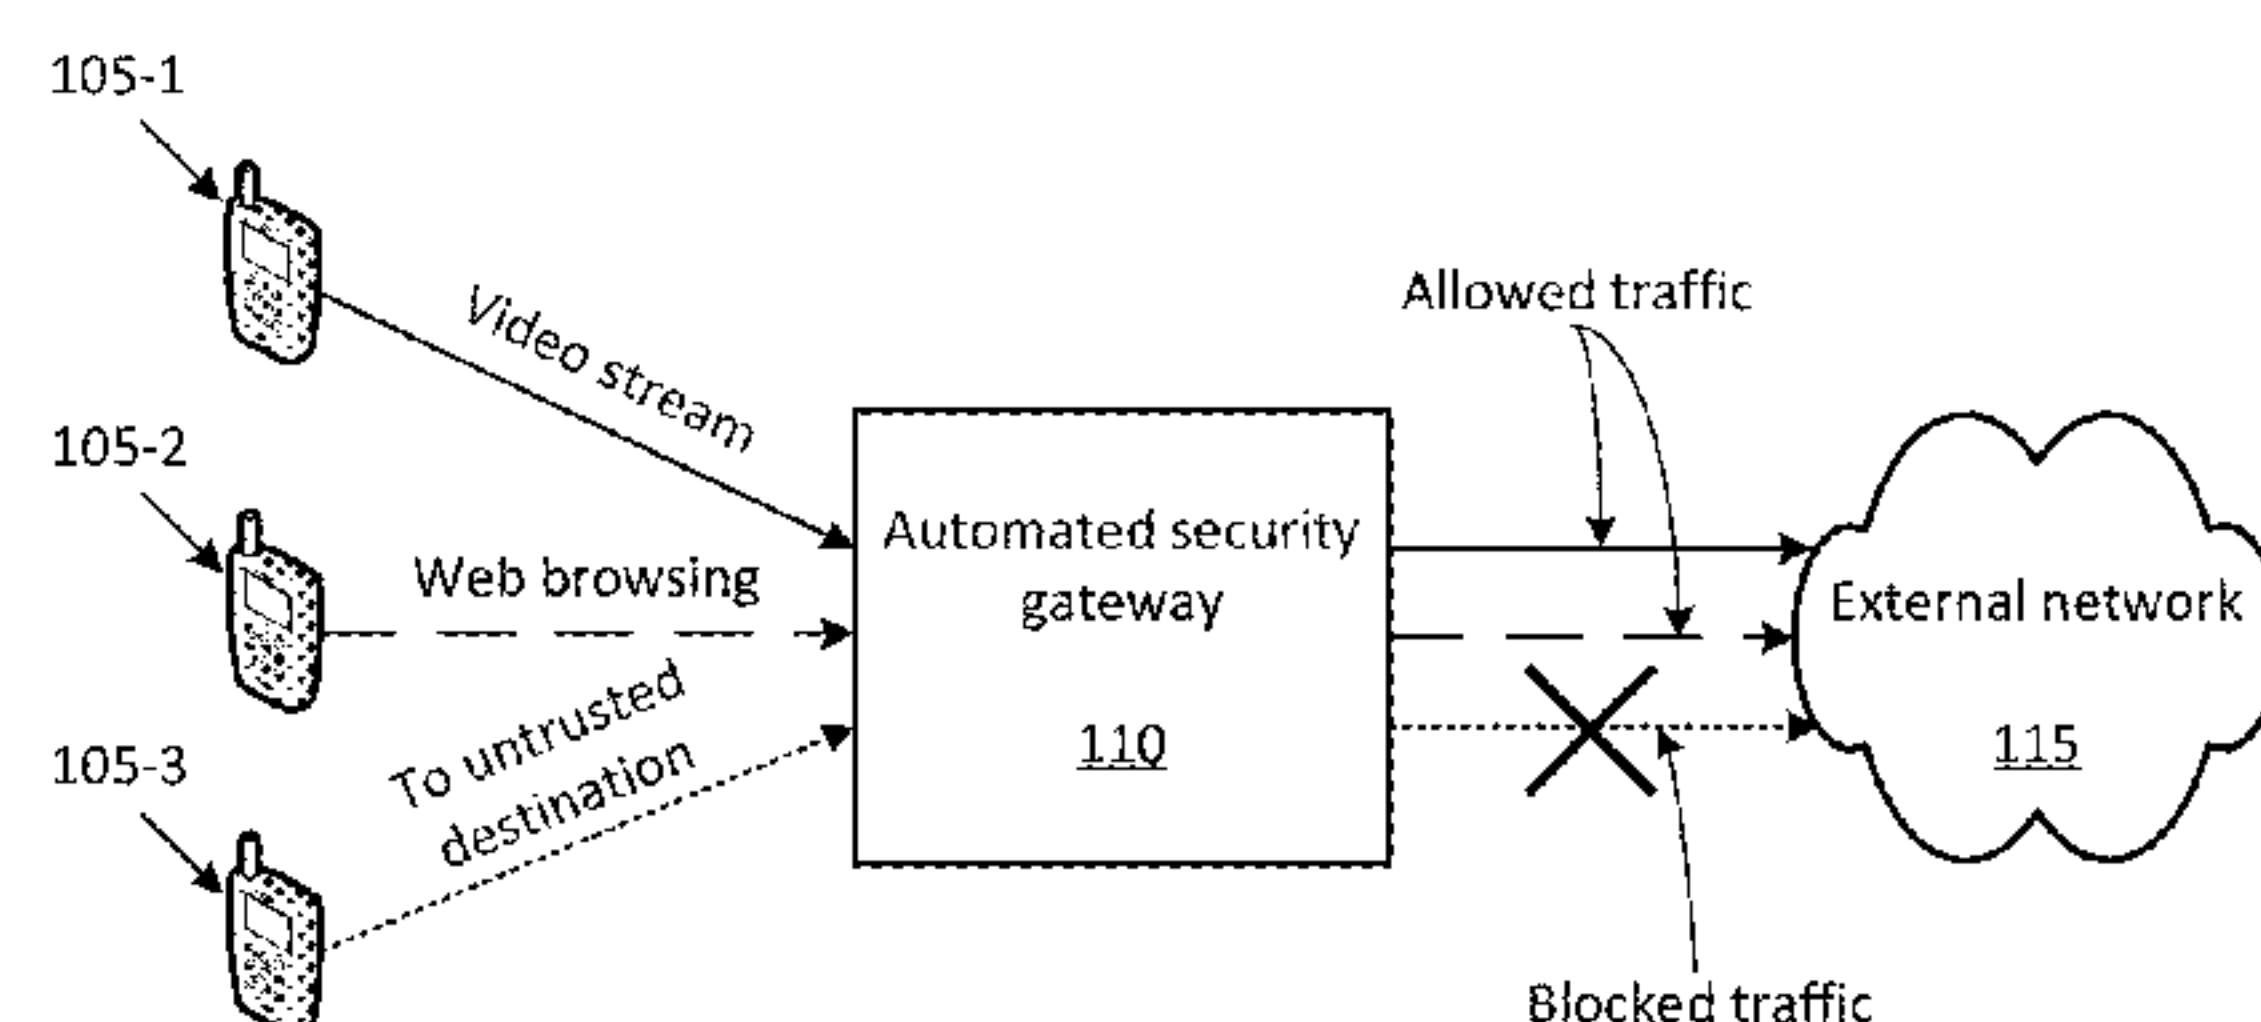 105-1
Video stream
Allowed traffic
105-2
Web browsing
Automated security
gateway
110
External network
115
105-3
To untrusted
destination
Blocked traffic